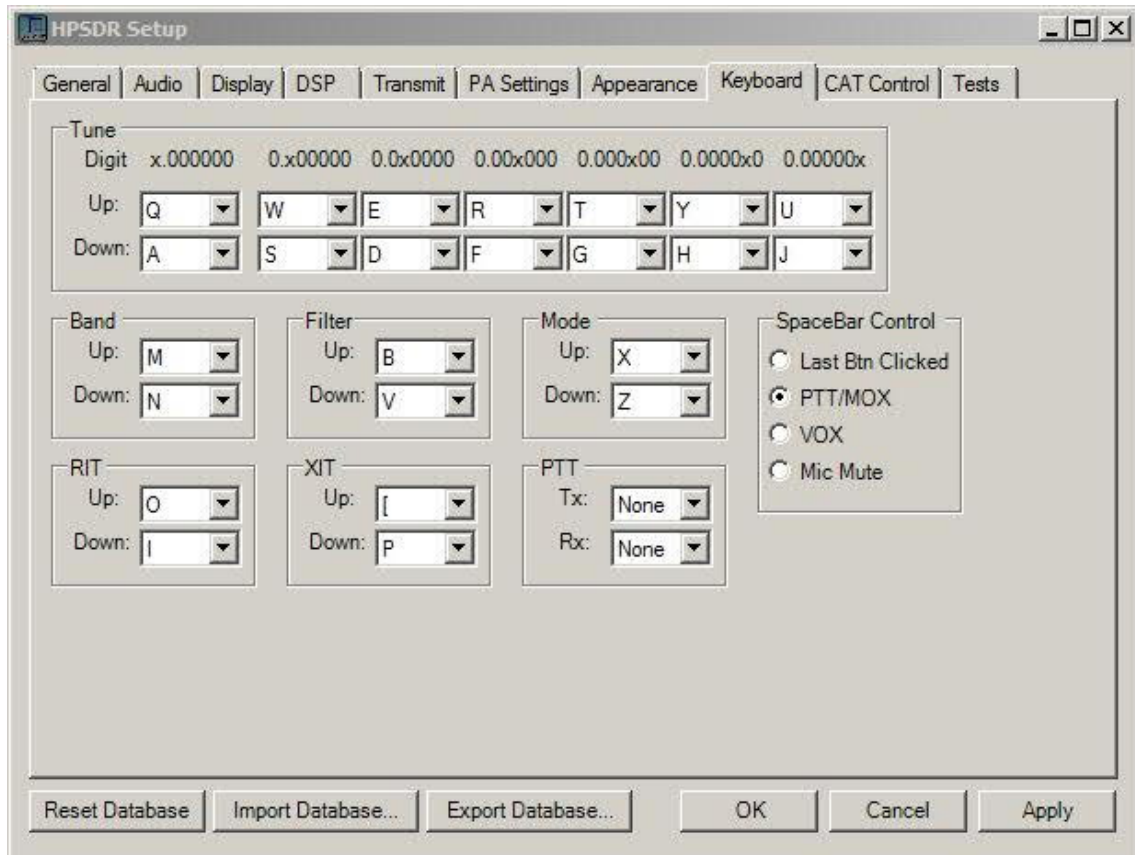 HPSDR Setup
General Audio Display DSP Transmit PA Settings Appearance Keyboard CAT Control Tests
Tune
Digit x.000000 0.x00000 0.0x0000 0.00x000 0.000x00 0.0000x0 0.00000x
Up: Q W E R T Y U
Down: A S D F G H J
Band Filter Mode SpaceBar Control
Up: M Up: B Up: X Last Btn Clicked
Down: N Down: V Down: Z PTT/MOX
VOX
RIT XIT PTT Mic Mute
Up: O Up: [ Tx: None
Down: I Down: P Rx: None
Reset Database Import Database... Export Database... OK Cancel Apply